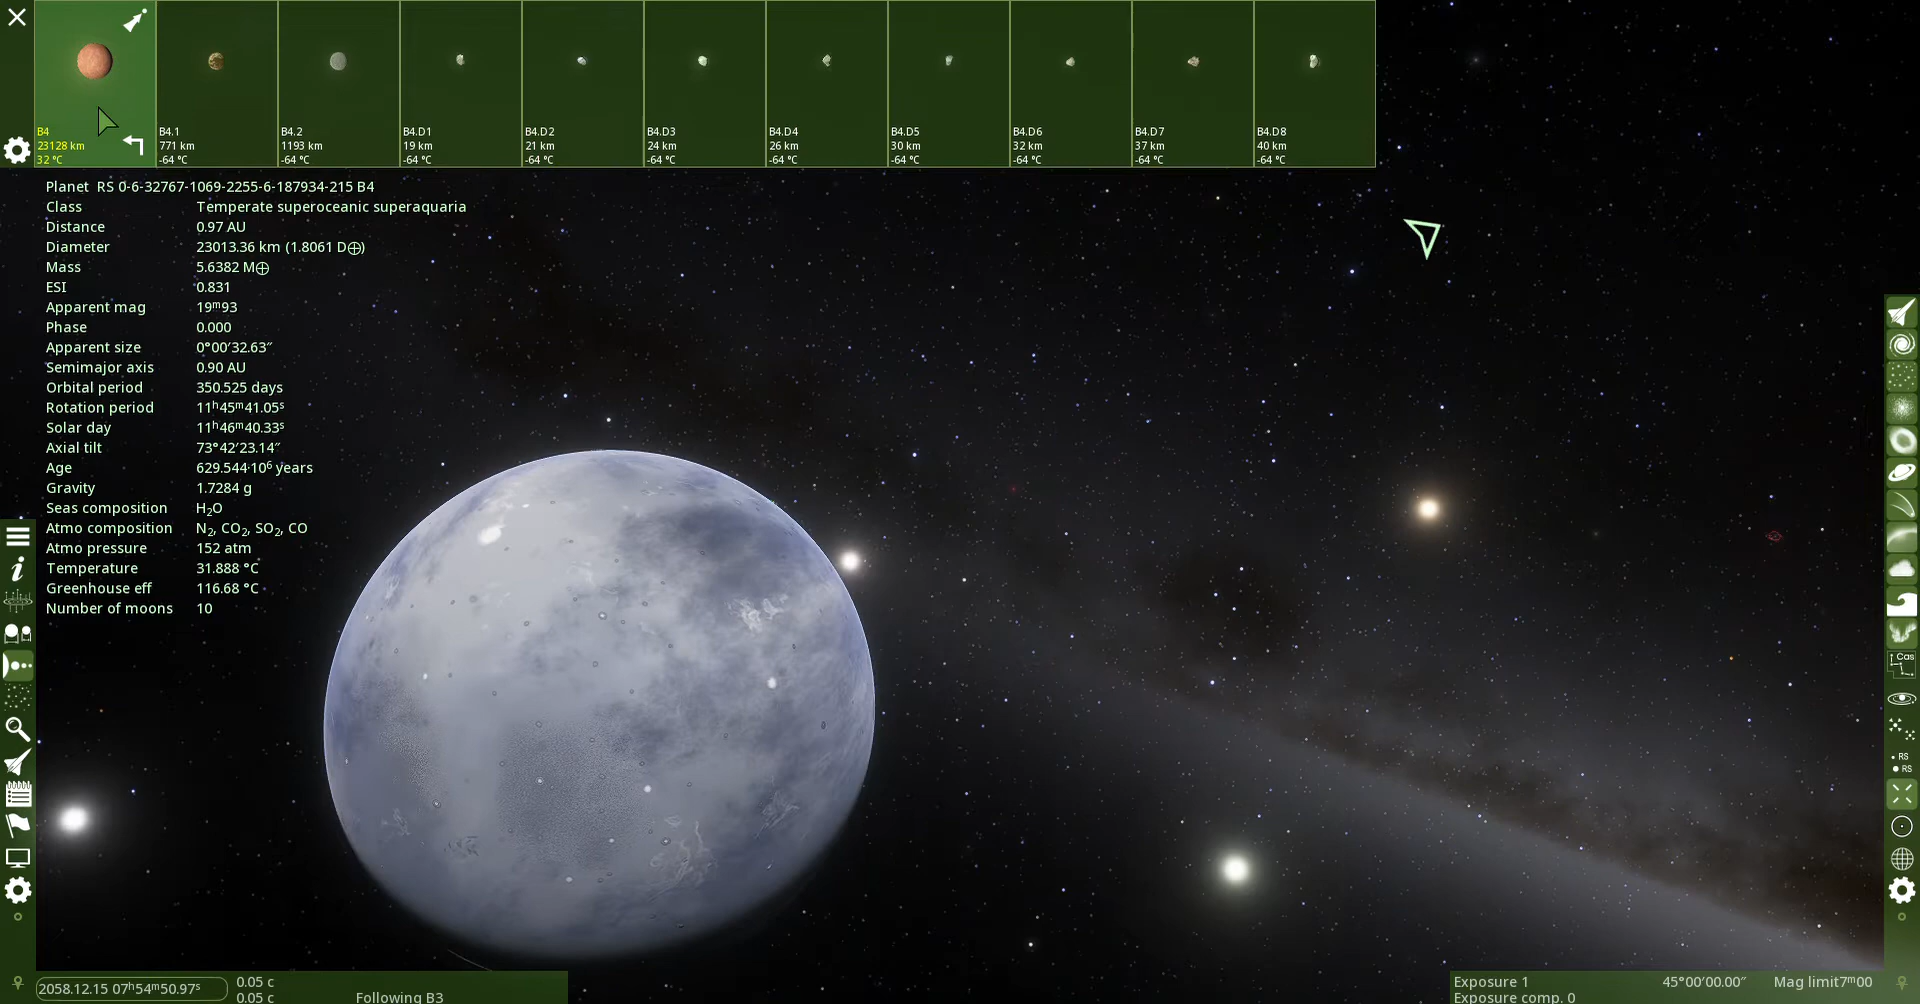 B4
23128 km
32 °C
B4.1
771 km
-64 °C
B4.2
1193 km
-64 °C
B4.D1
19 km
-64 °C
B4.D2
21 km
-64 °C
B4.D3
24 km
-64 °C
B4.D4
26 km
-64 °C
B4.D5
30 km
-64 °C
B4.D6
32 km
-64 °C
B4.D7
37 km
-64 °C
B4.D8
40 km
-64 °C
Planet RS 0-6-32767-1069-2255-6-187934-215 B4
Class Temperate superoceanic superaquaria
Distance 0.97 AU
Diameter 23013.36 km (1.8061 D⊕)
Mass 5.6382 M⊕
ESI 0.831
Apparent mag 19ᵐ93
Phase 0.000
Apparent size 0°00′32.63″
Semimajor axis 0.90 AU
Orbital period 350.525 days
Rotation period 11ʰ45ᵐ41.05ˢ
Solar day 11ʰ46ᵐ40.33ˢ
Axial tilt 73°42′23.14″
Age 629.544·10⁶ years
Gravity 1.7284 g
Seas composition H₂O
Atmo composition N₂, CO₂, SO₂, CO
Atmo pressure 152 atm
Temperature 31.888 °C
Greenhouse eff 116.68 °C
Number of moons 10
Cas
RS
RS
2058.12.15 07ʰ54ᵐ50.97ˢ
0.05 c
0.05 c Following B3
Exposure 1 45°00′00.00″ Mag limit7ᵐ00
Exposure comp. 0